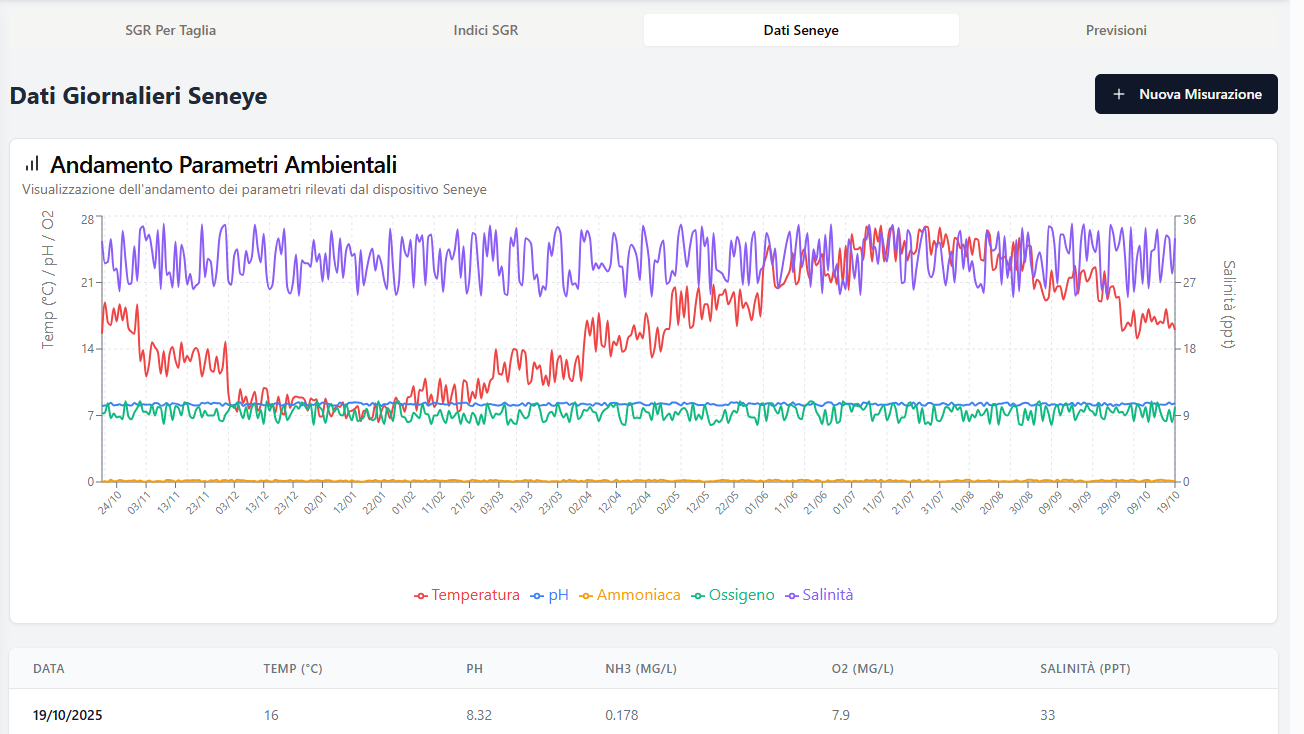 SGR Per Taglia
Indici SGR
Dati Seneye
Previsioni
Dati Giornalieri Seneye
Nuova Misurazione
Andamento Parametri Ambientali
Visualizzazione dell'andamento dei parametri rilevati dal dispositivo Seneye
Temp (°C) / pH / O2
28
21
14
7
0
36
27
18
9
0
Salinità (ppt)
24/10 03/11 13/11 23/11 03/12 13/12 23/12 02/01 12/01 22/01 01/02 11/02 21/02 03/03 13/03 23/03 02/04 12/04 22/04 02/05 12/05 22/05 01/06 11/06 21/06 01/07 11/07 21/07 31/07 10/08 20/08 30/08 09/09 19/09 29/09 09/10 19/10
Temperatura pH Ammoniaca Ossigeno Salinità
DATA TEMP (°C) PH NH3 (MG/L) O2 (MG/L) SALINITÀ (PPT)
19/10/2025 16 8.32 0.178 7.9 33